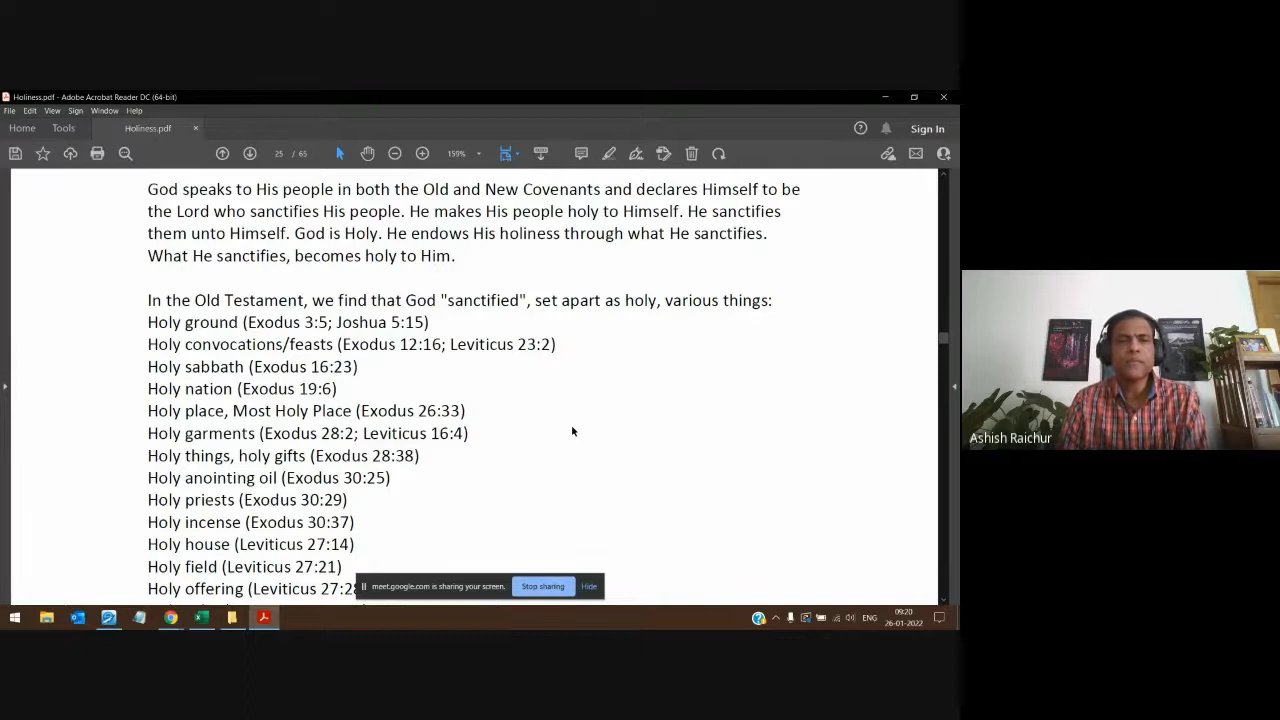 Holiness.pdf - Adobe Acrobat Reader DC (64-bit)
File Edit View Sign Window Help
Home Tools Holiness.pdf × Sign In
25 / 65 159%
God speaks to His people in both the Old and New Covenants and declares Himself to be
the Lord who sanctifies His people. He makes His people holy to Himself. He sanctifies
them unto Himself. God is Holy. He endows His holiness through what He sanctifies.
What He sanctifies, becomes holy to Him.
In the Old Testament, we find that God "sanctified", set apart as holy, various things:
Holy ground (Exodus 3:5; Joshua 5:15)
Holy convocations/feasts (Exodus 12:16; Leviticus 23:2)
Holy sabbath (Exodus 16:23)
Holy nation (Exodus 19:6)
Holy place, Most Holy Place (Exodus 26:33)
Holy garments (Exodus 28:2; Leviticus 16:4)
Holy things, holy gifts (Exodus 28:38)
Holy anointing oil (Exodus 30:25)
Holy priests (Exodus 30:29)
Holy incense (Exodus 30:37)
Holy house (Leviticus 27:14)
Holy field (Leviticus 27:21)
Holy offering (Leviticus 27:28
meet.google.com is sharing your screen. Stop sharing Hide
ENG
09:20
26-01-2022
Ashish Raichur